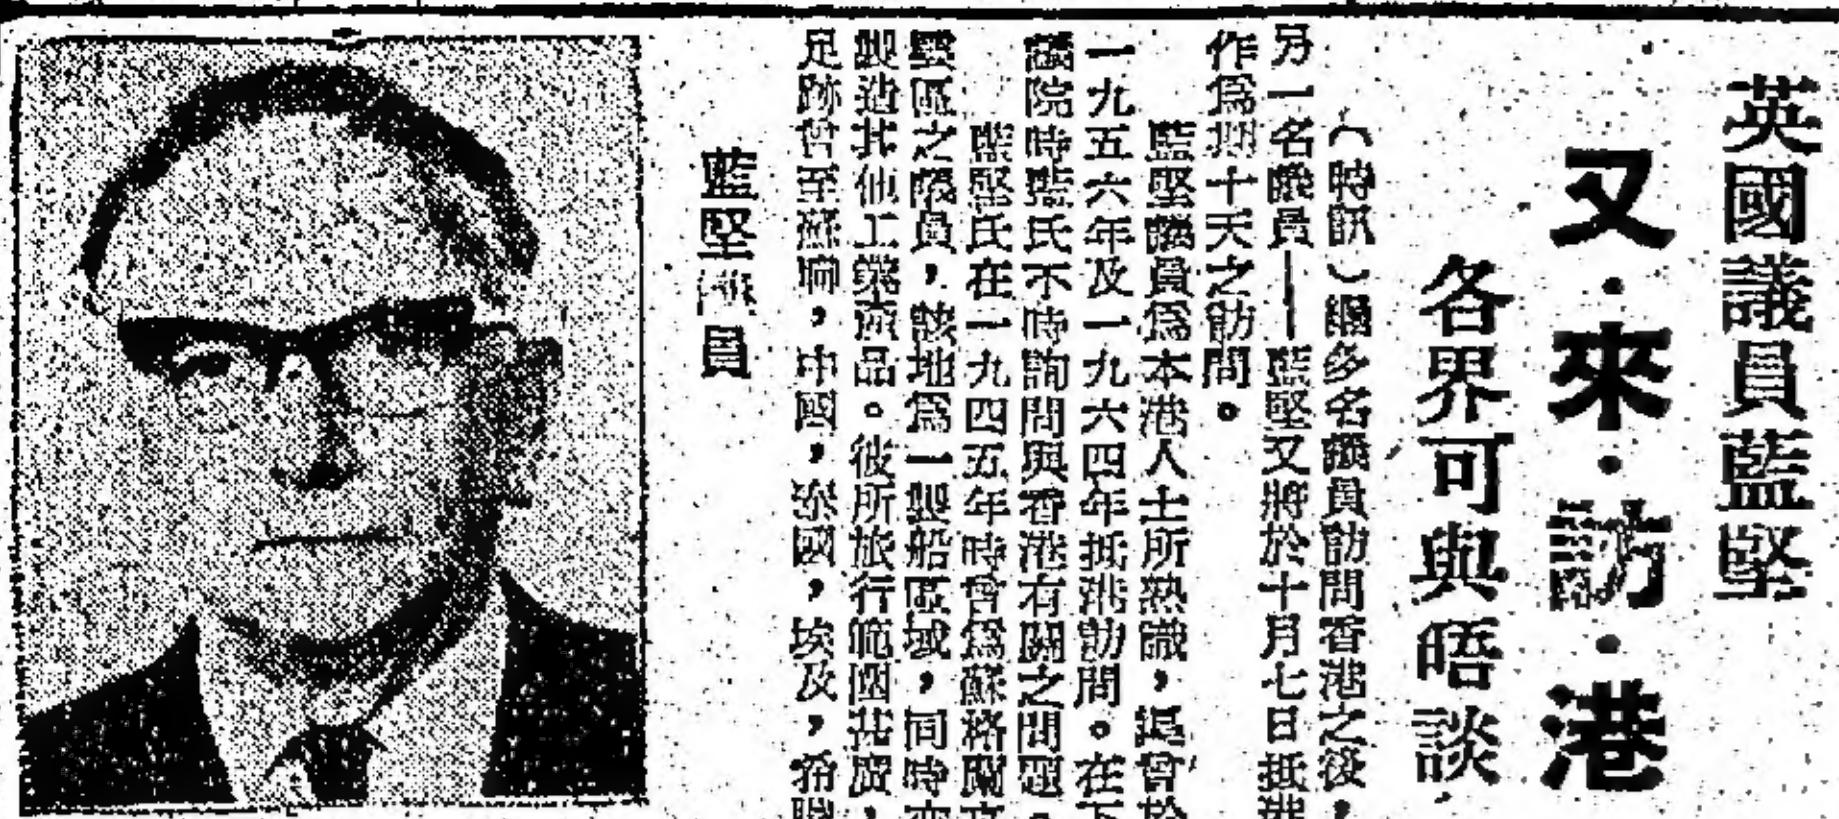 英國議員藍堅
又・來・訪・港
各界可與晤談
（時訊）繼多名議員訪問香港之後，
另一名議員——藍堅又將於十月七日抵港
作爲期十天之訪問。
藍堅議員爲本港人士所熟識，渠曾於
一九五六年及一九六四年抵港訪問。在下
議院時藍氏不時詢問與香港有關之問題。
藍堅氏在一九四五年時曾爲蘇格蘭
區之議員，該地爲一製船區域，同時亦
製造其他工業產品。彼所旅行範圍甚廣，
足跡曾至蘇聯，中國，泰國，埃及，希臘
藍堅議員